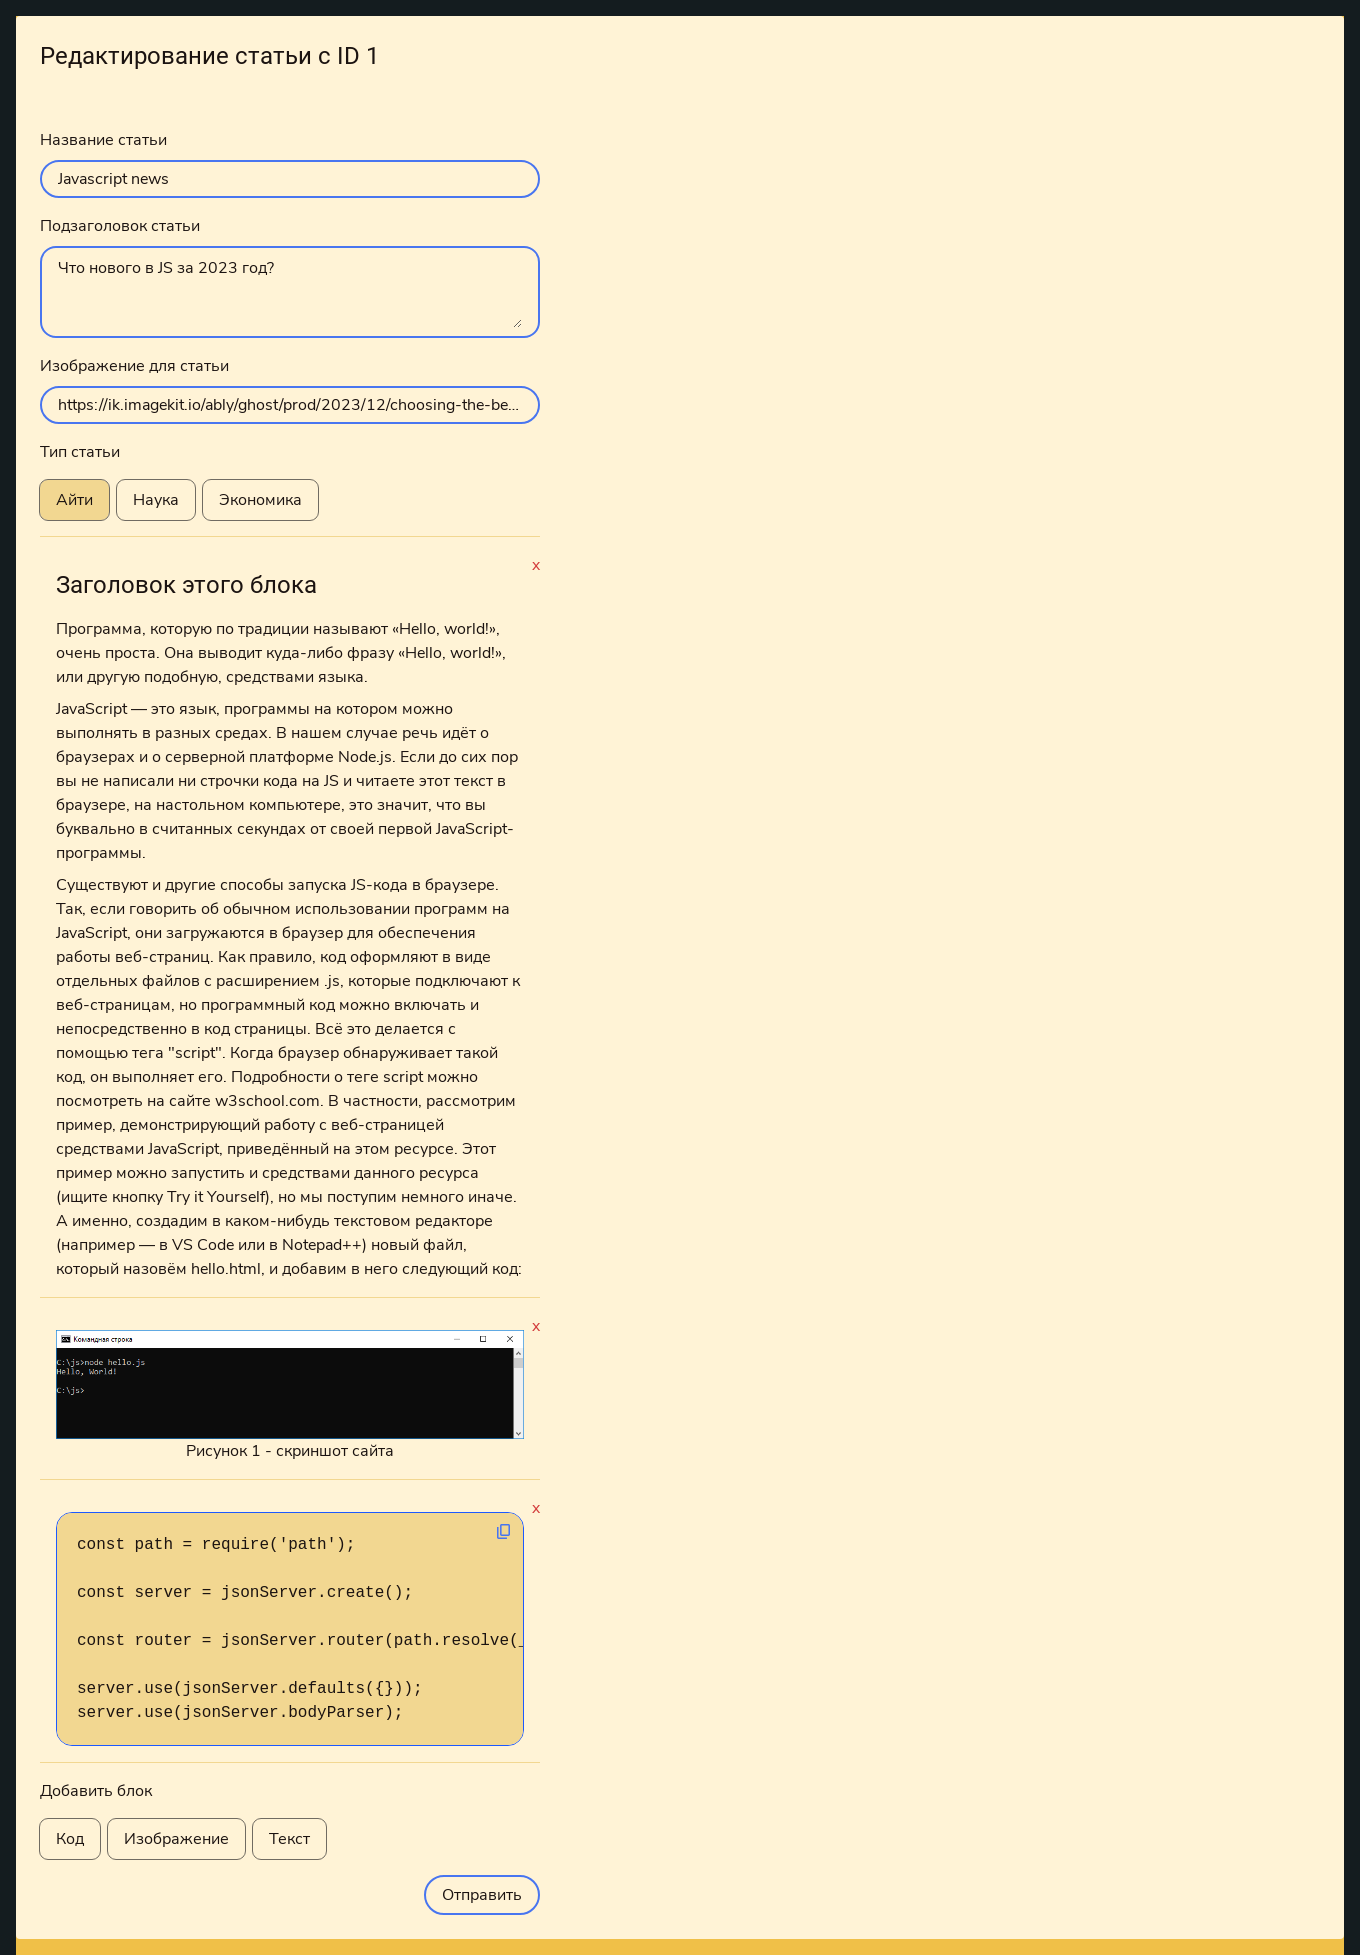 Редактирование статьи с ID 1
Название статьи
Javascript news
Подзаголовок статьи
Что нового в JS за 2023 год?
Изображение для статьи
https://ik.imagekit.io/ably/ghost/prod/2023/12/choosing-the-be...
Тип статьи
Айти Наука Экономика
x
Заголовок этого блока
Программа, которую по традиции называют «Hello, world!»,
очень проста. Она выводит куда-либо фразу «Hello, world!»,
или другую подобную, средствами языка.
JavaScript — это язык, программы на котором можно
выполнять в разных средах. В нашем случае речь идёт о
браузерах и о серверной платформе Node.js. Если до сих пор
вы не написали ни строчки кода на JS и читаете этот текст в
браузере, на настольном компьютере, это значит, что вы
буквально в считанных секундах от своей первой JavaScript-
программы.
Существуют и другие способы запуска JS-кода в браузере.
Так, если говорить об обычном использовании программ на
JavaScript, они загружаются в браузер для обеспечения
работы веб-страниц. Как правило, код оформляют в виде
отдельных файлов с расширением .js, которые подключают к
веб-страницам, но программный код можно включать и
непосредственно в код страницы. Всё это делается с
помощью тега "script". Когда браузер обнаруживает такой
код, он выполняет его. Подробности о теге script можно
посмотреть на сайте w3school.com. В частности, рассмотрим
пример, демонстрирующий работу с веб-страницей
средствами JavaScript, приведённый на этом ресурсе. Этот
пример можно запустить и средствами данного ресурса
(ищите кнопку Try it Yourself), но мы поступим немного иначе.
А именно, создадим в каком-нибудь текстовом редакторе
(например — в VS Code или в Notepad++) новый файл,
который назовём hello.html, и добавим в него следующий код:
x
Командная строка
C:\js>node hello.js
Hello, World!
C:\js>
Рисунок 1 - скриншот сайта
x
const path = require('path');
const server = jsonServer.create();
const router = jsonServer.router(path.resolve(_
server.use(jsonServer.defaults({}));
server.use(jsonServer.bodyParser);
Добавить блок
Код Изображение Текст
Отправить